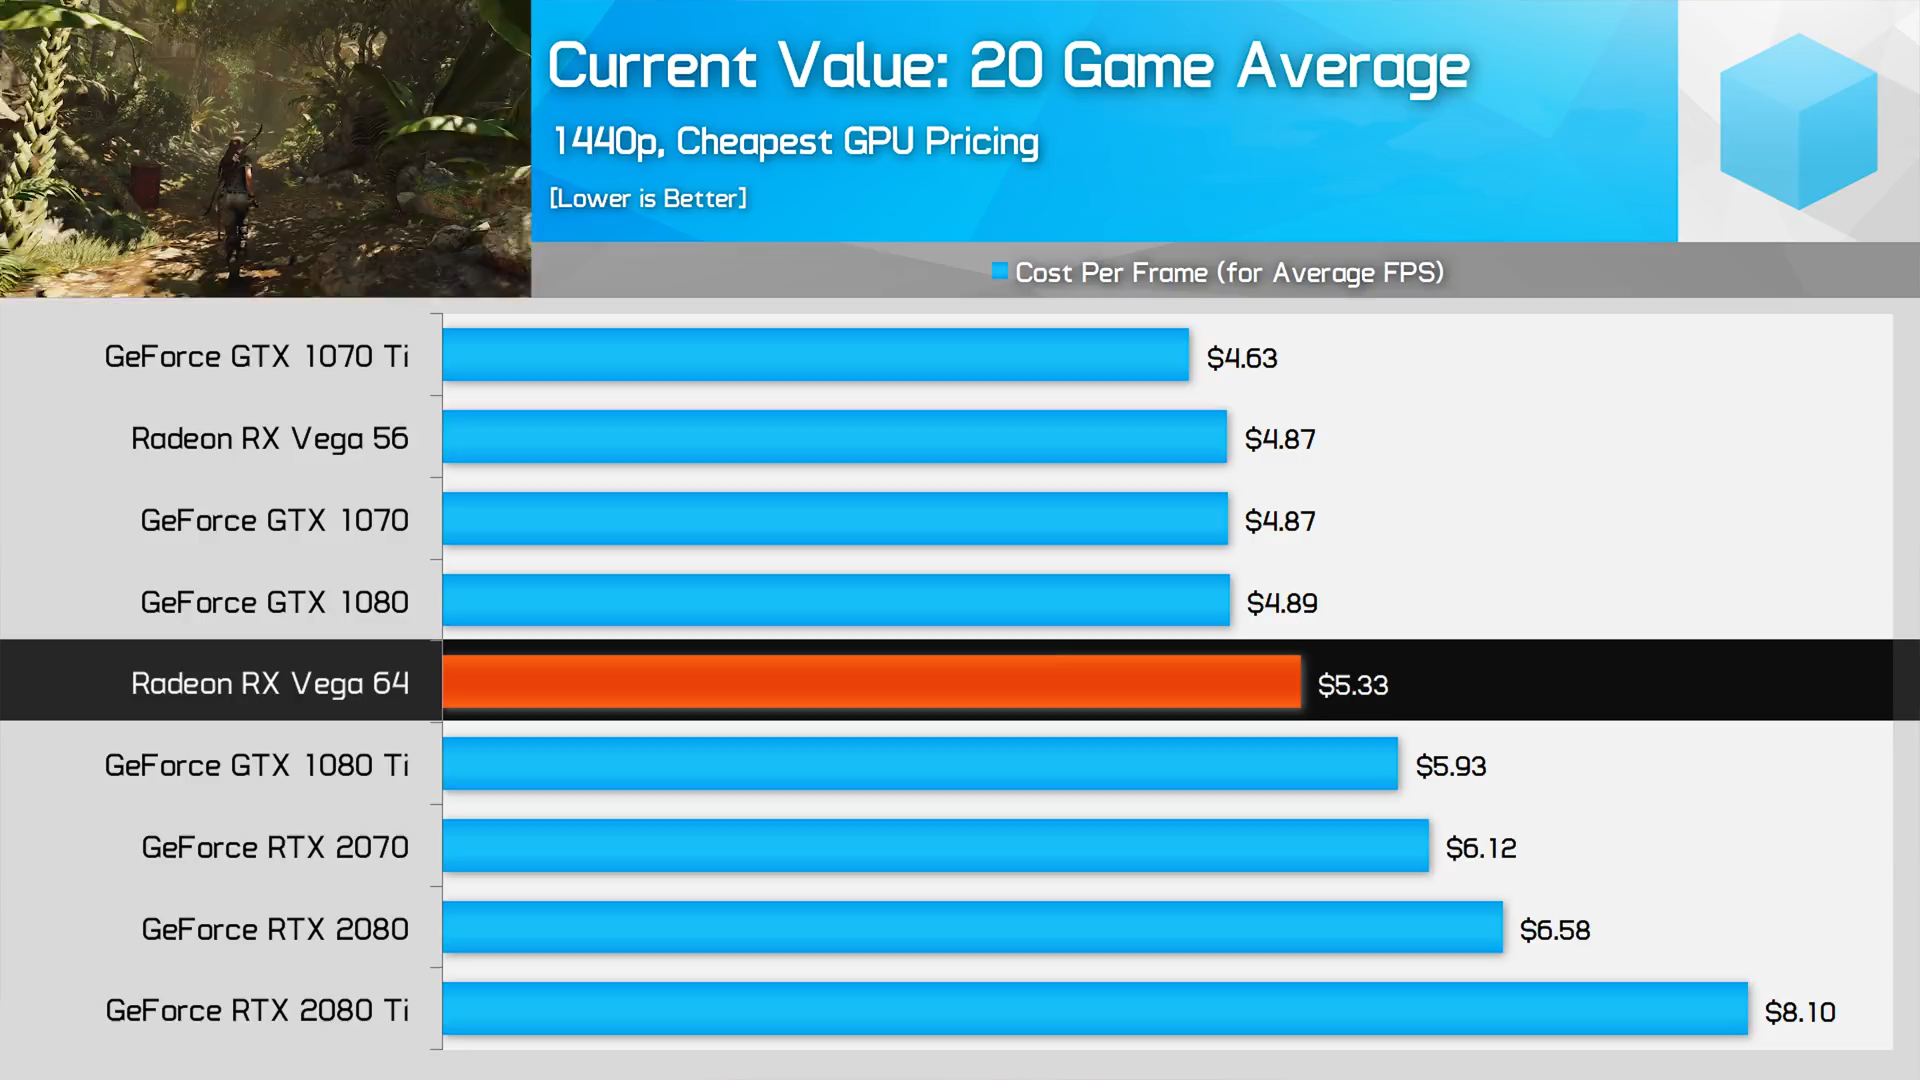 Current Value: 20 Game Average
1440p, Cheapest GPU Pricing
[Lower is Better]
Cost Per Frame (for Average FPS)
GeForce GTX 1070 Ti $4.63
Radeon RX Vega 56 $4.87
GeForce GTX 1070 $4.87
GeForce GTX 1080 $4.89
Radeon RX Vega 64 $5.33
GeForce GTX 1080 Ti $5.93
GeForce RTX 2070 $6.12
GeForce RTX 2080 $6.58
GeForce RTX 2080 Ti $8.10